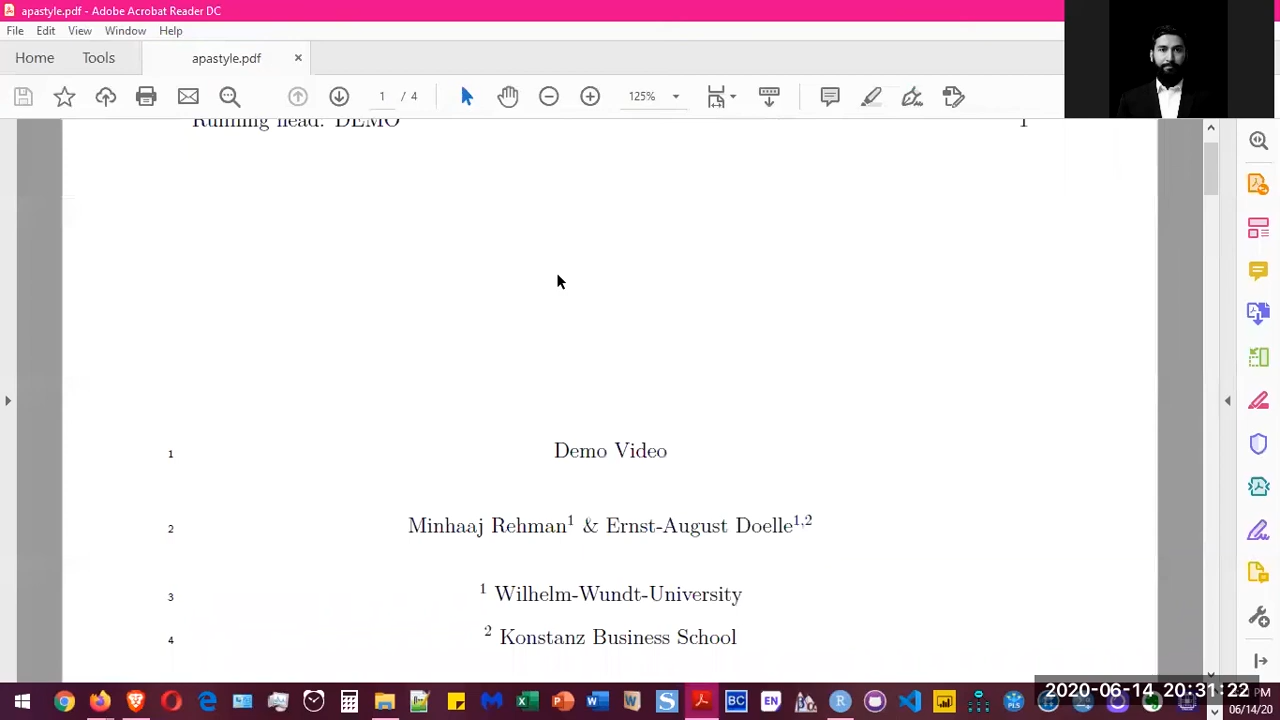 apastyle.pdf - Adobe Acrobat Reader DC
File Edit View Window Help
Home Tools apastyle.pdf ×
1 / 4 125%
Running head: DEMO 1
1 Demo Video
2 Minhaaj Rehman1 & Ernst-August Doelle1,2
3 1 Wilhelm-Wundt-University
4 2 Konstanz Business School
2020-06-14 20:31:22 PM
06/14/20